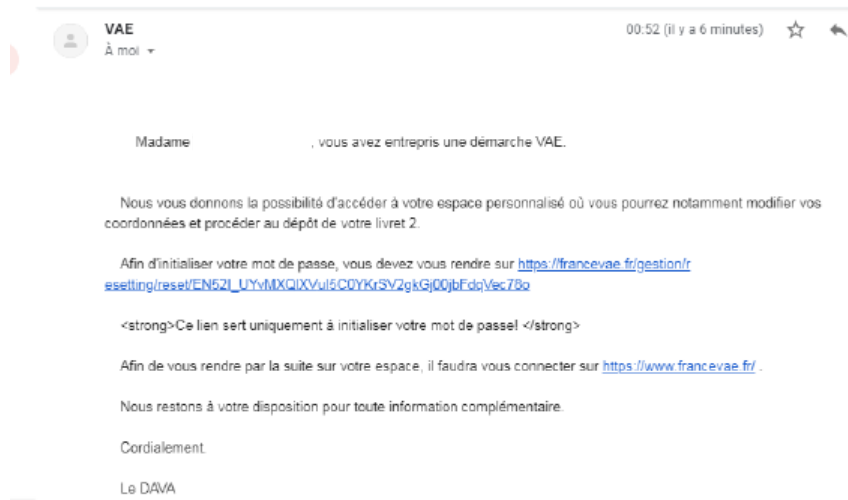 VAE
00:52 (il y a 6 minutes)
À moi
Madame , vous avez entrepris une démarche VAE.
Nous vous donnons la possibilité d'accéder à votre espace personnalisé où vous pourrez notamment modifier vos
coordonnées et procéder au dépôt de votre livret 2.
Afin d'initialiser votre mot de passe, vous devez vous rendre sur https://francevae.fr/gestion/r
<strong>Ce lien sert uniquement à initialiser votre mot de passe! </strong>
Afin de vous rendre par la suite sur votre espace, il faudra vous connecter sur https://www.francevae.fr/ .
Nous restons à votre disposition pour toute information complémentaire.
Cordialement.
Le DAVA